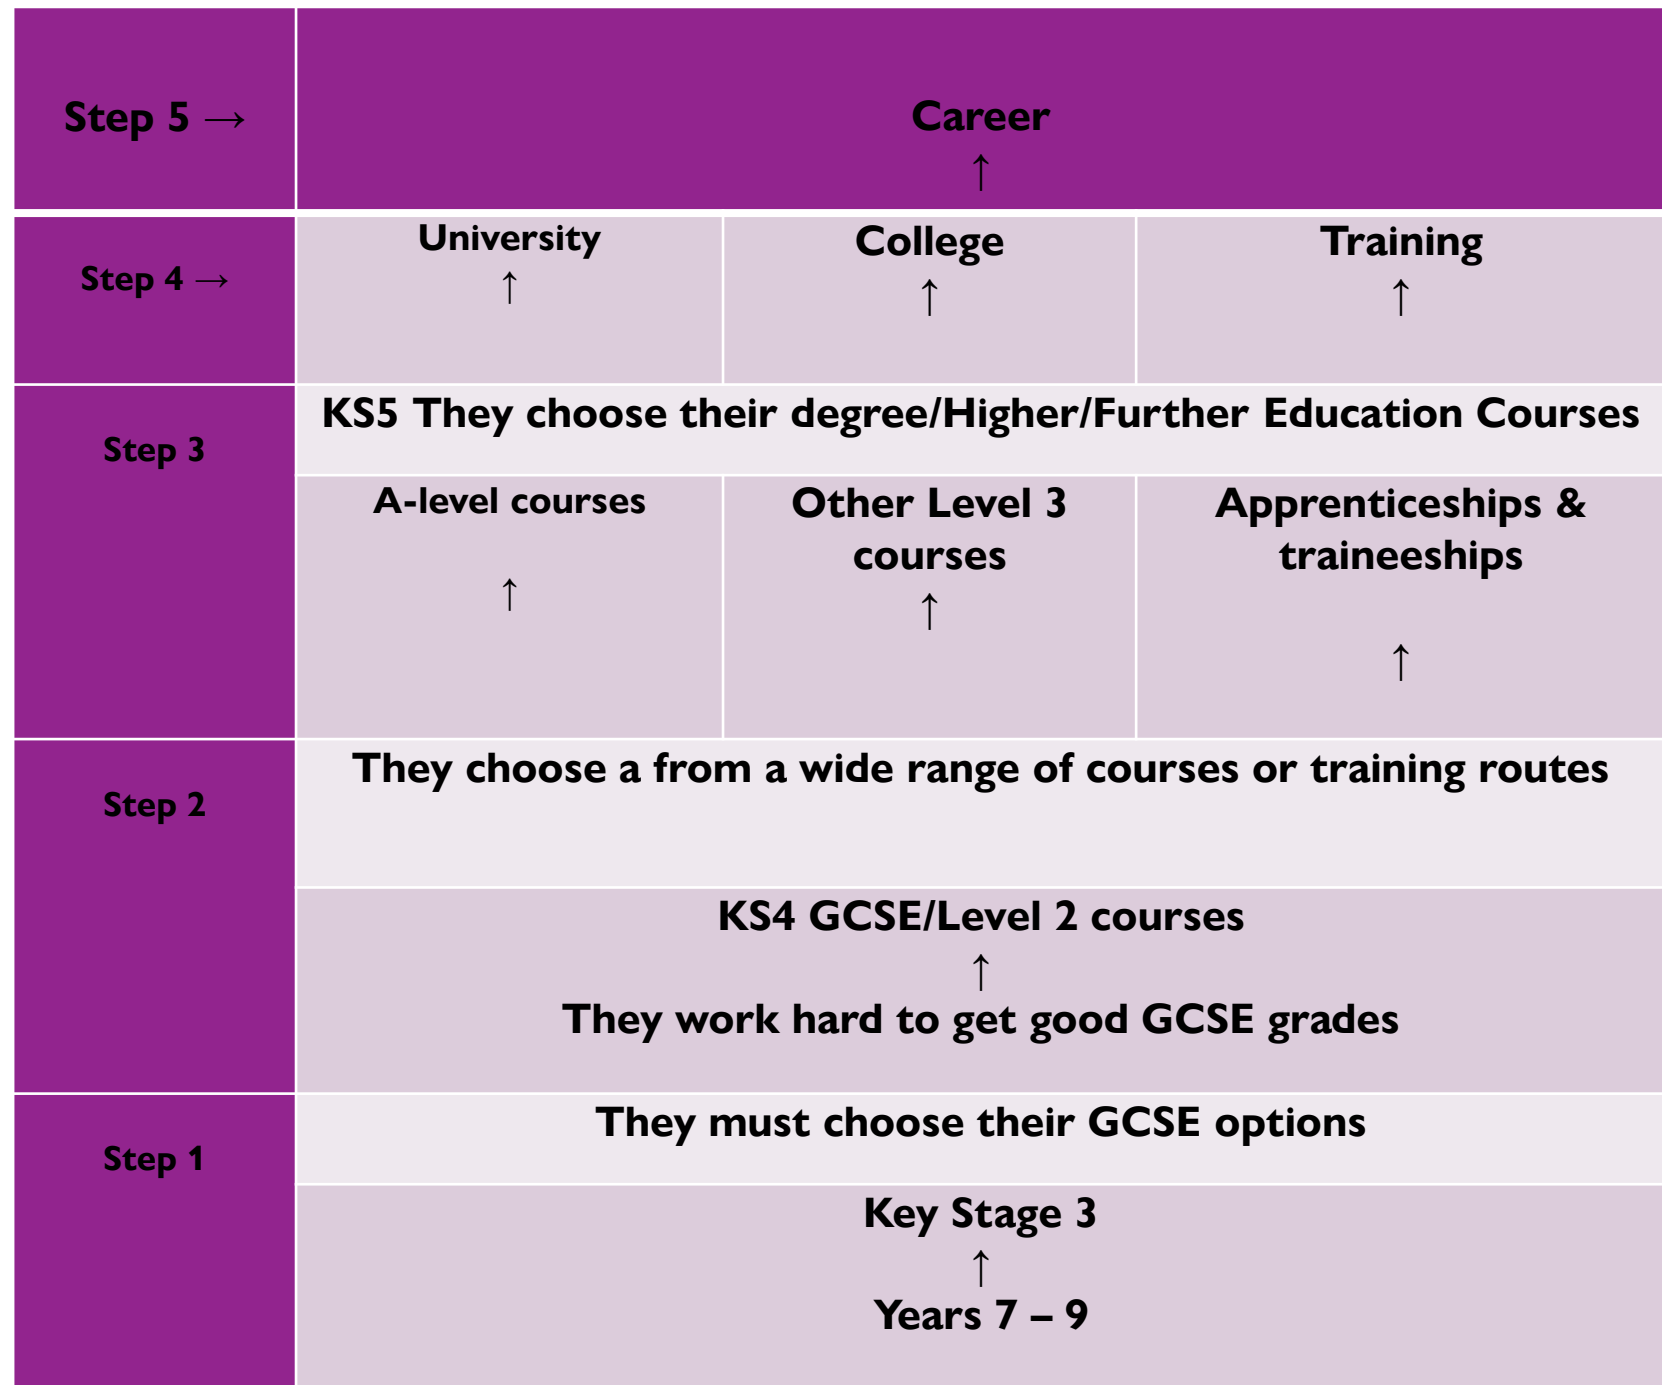 Step 5 →
Career
↑
Step 4 →
University
↑
College
↑
Training
↑
Step 3
KS5 They choose their degree/Higher/Further Education Courses
A-level courses
↑
Other Level 3
courses
↑
Apprenticeships &
traineeships
↑
Step 2
They choose a from a wide range of courses or training routes
KS4 GCSE/Level 2 courses
↑
They work hard to get good GCSE grades
Step 1
They must choose their GCSE options
Key Stage 3
↑
Years 7 – 9